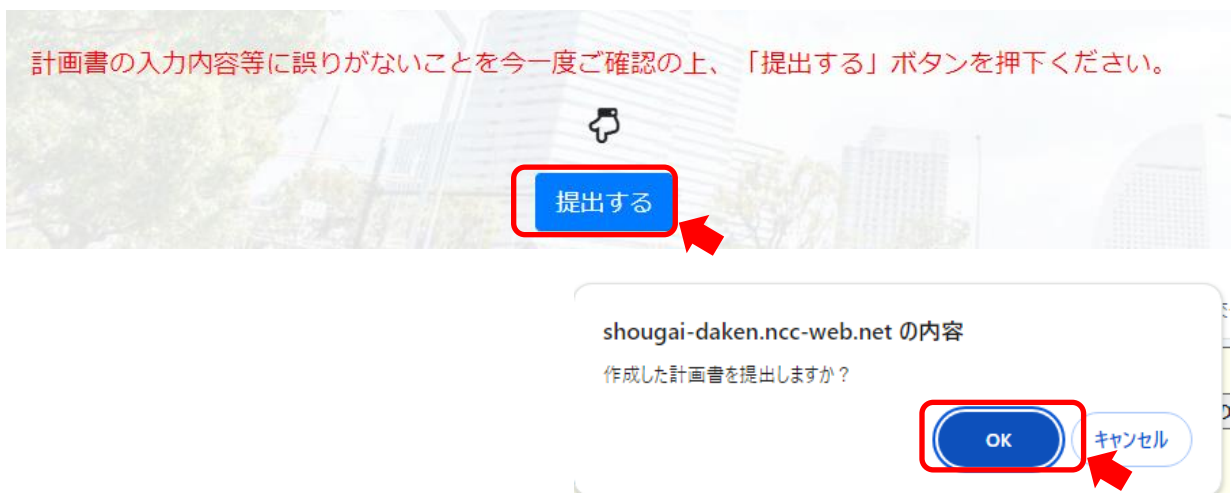 計画書の入力内容等に誤りがないことを今一度ご確認の上、「提出する」ボタンを押下ください。
提出する
shougai-daken.ncc-web.net の内容
作成した計画書を提出しますか？
OK
キャンセル